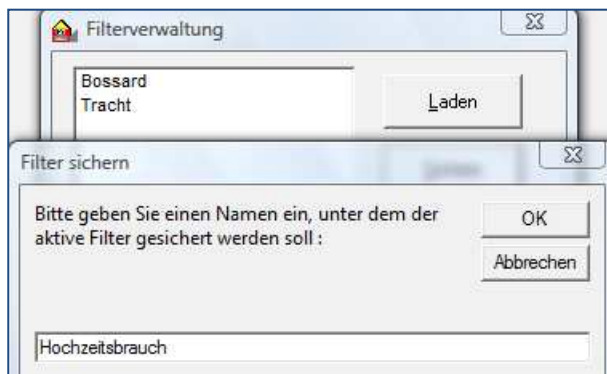 Filterverwaltung
Bossard
Tracht
Laden
Filter sichern
Bitte geben Sie einen Namen ein, unter dem der
aktive Filter gesichert werden soll :
OK
Abbrechen
Hochzeitsbrauch